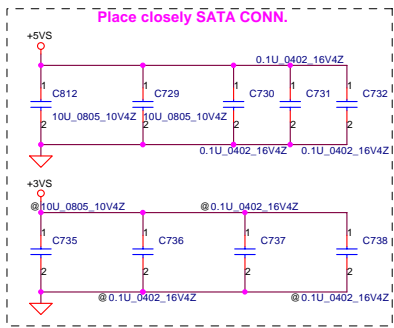 Place closely SATA CONN.
+5VS
0.1U_0402_16V4Z
1 1 1 1 1
C812 C729 C730 C731 C732
10U_0805_10V4Z 10U_0805_10V4Z
2 2 2 2 2
0.1U_0402_16V4Z 0.1U_0402_16V4Z
+3VS
@10U_0805_10V4Z @0.1U_0402_16V4Z
1 1 1 1
C735 C736 C737 C738
2 2 2 2
@0.1U_0402_16V4Z @0.1U_0402_16V4Z